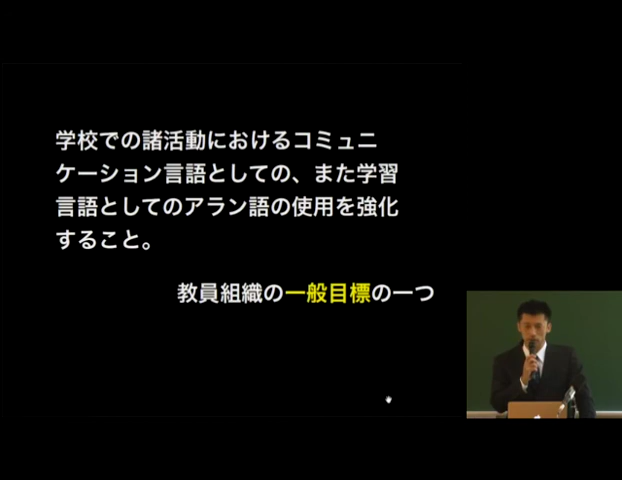 学校での諸活動におけるコミュニ
ケーション言語としての、また学習
言語としてのアラン語の使用を強化
すること。
教員組織の一般目標の一つ